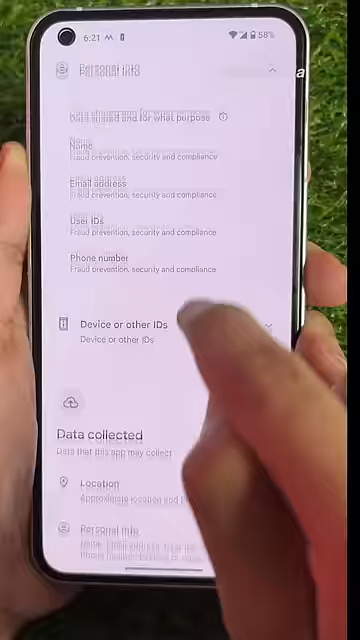 6:21
58%
Personal info
a
Data shared and for what purpose
Name
Fraud prevention, security and compliance
Email address
Fraud prevention, security and compliance
User IDs
Fraud prevention, security and compliance
Phone number
Fraud prevention, security and compliance
Device or other IDs
Device or other IDs
Data collected
Data that this app may collect
Location
Approximate location and
Personal info
Name, Email address,